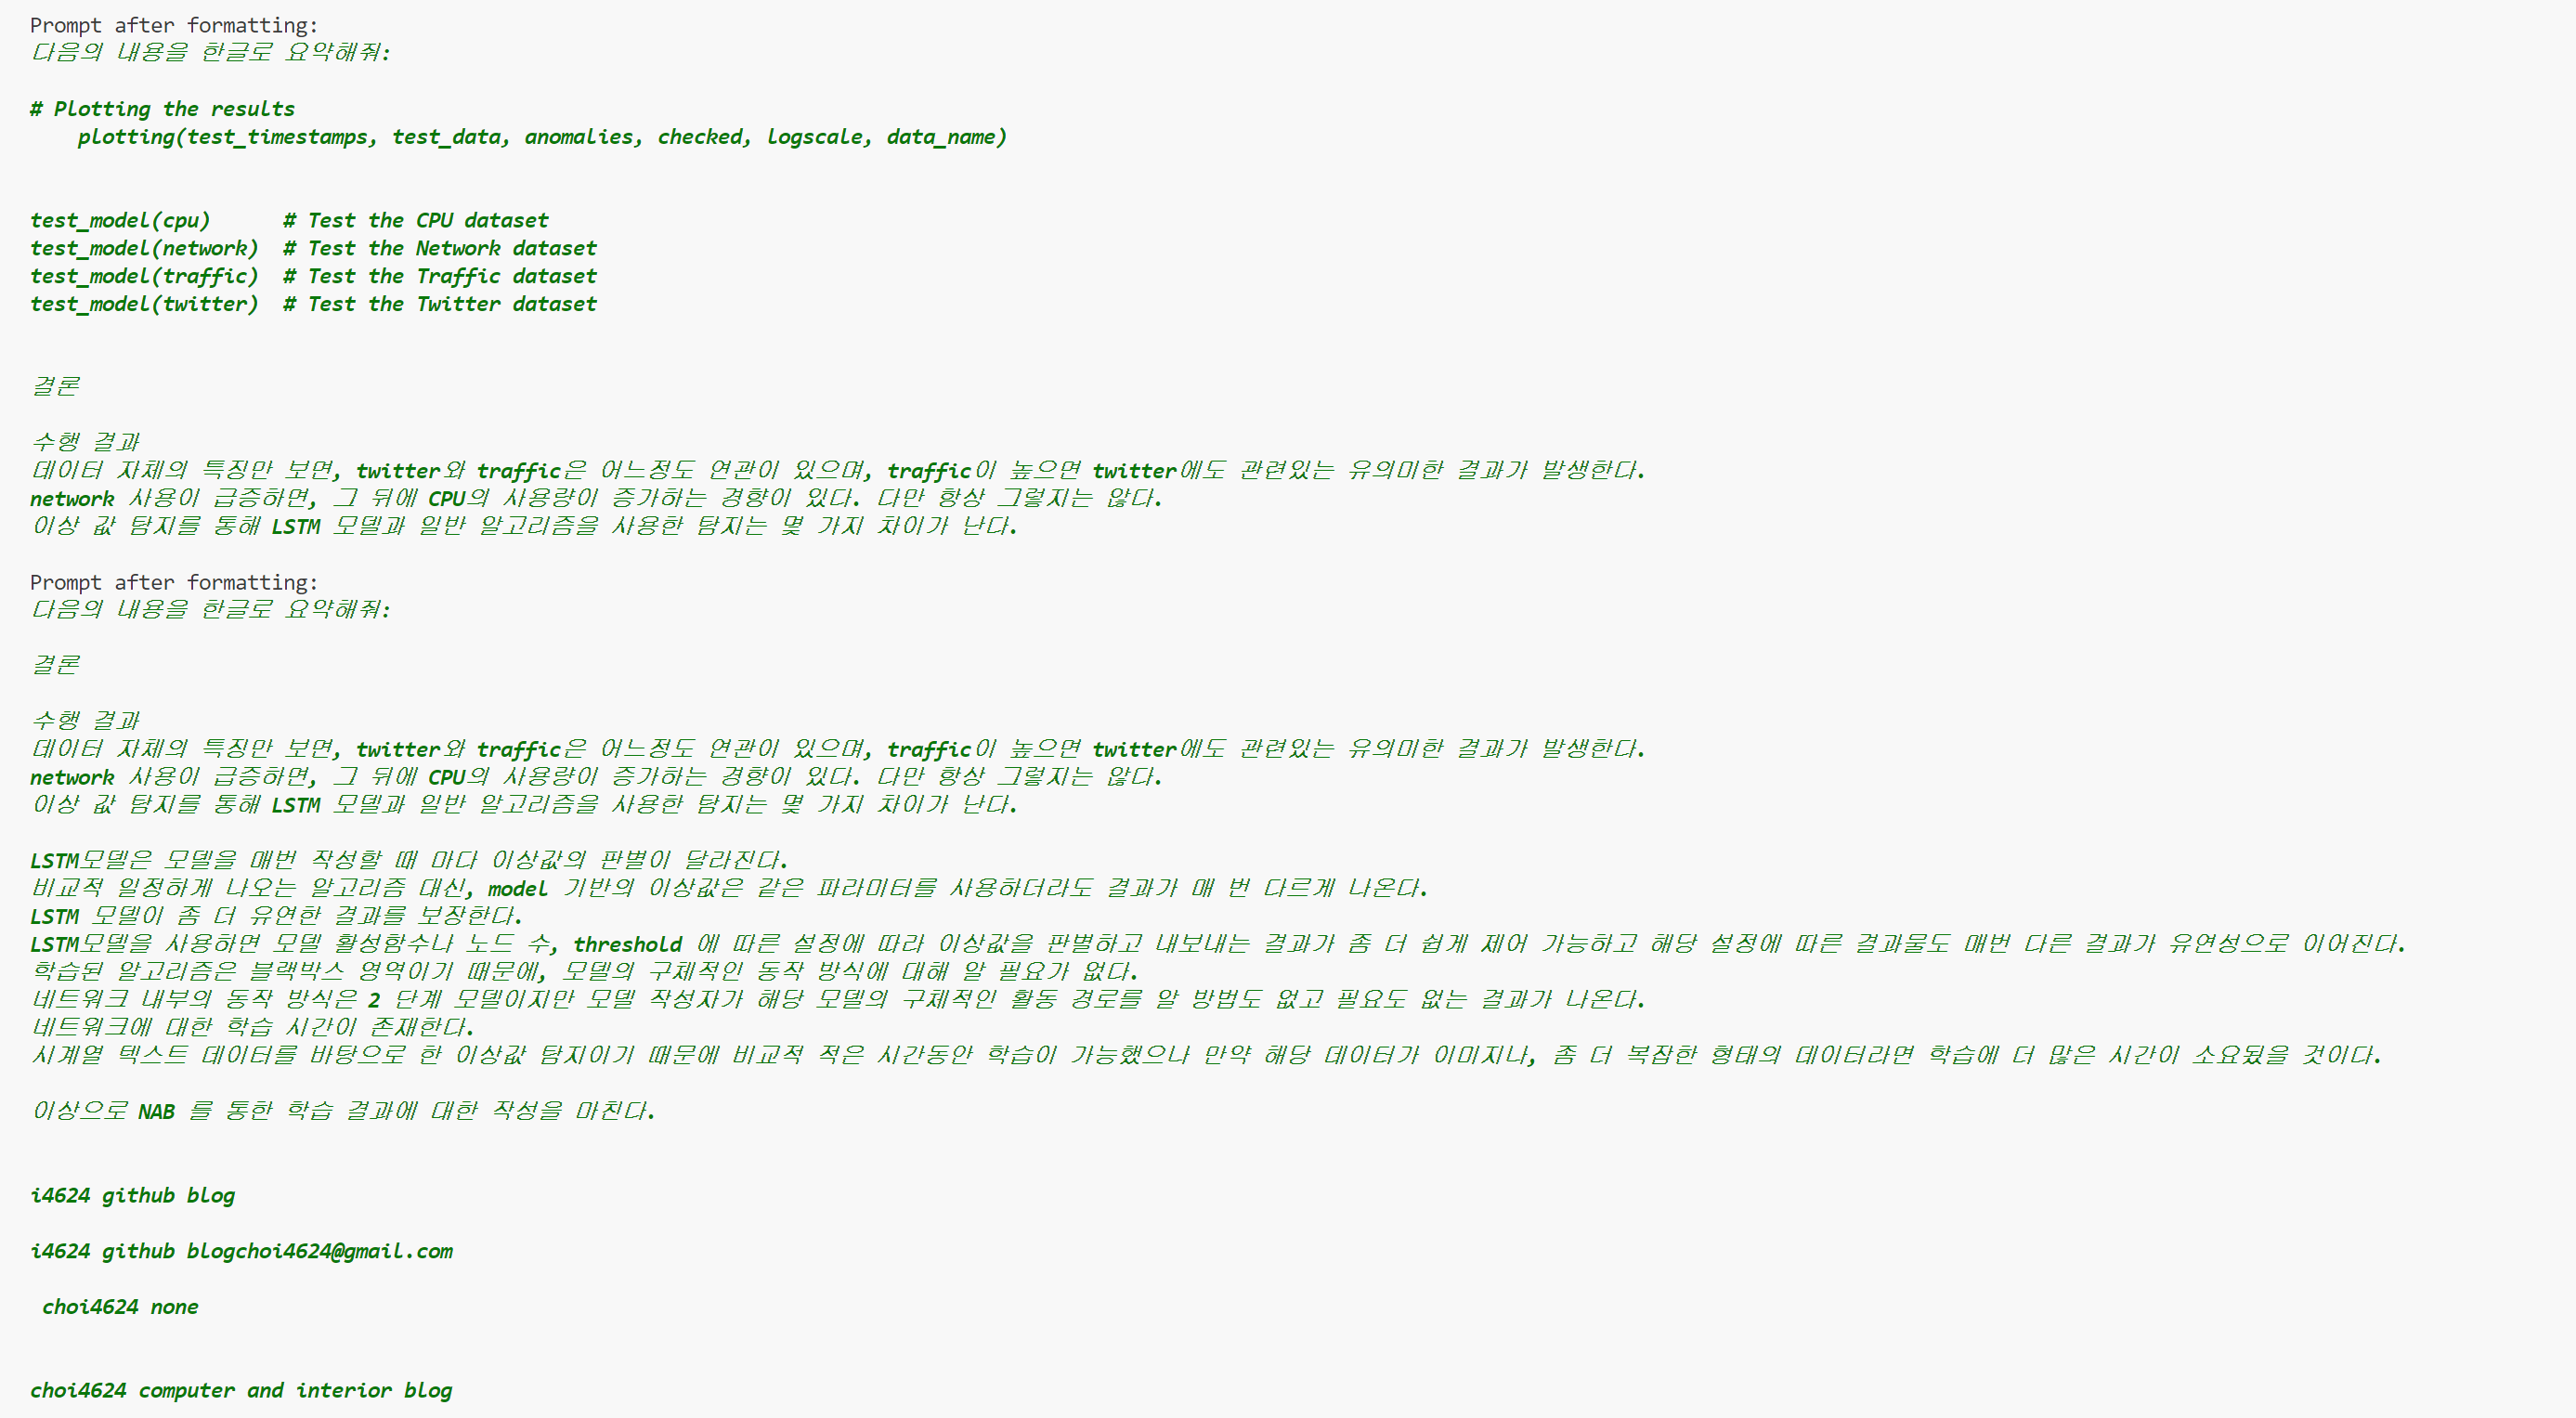 Prompt after formatting:
다음의 내용을 한글로 요약해줘:
# Plotting the results
plotting(test_timestamps, test_data, anomalies, checked, logscale, data_name)
test_model(cpu)      # Test the CPU dataset
test_model(network)  # Test the Network dataset
test_model(traffic)  # Test the Traffic dataset
test_model(twitter)  # Test the Twitter dataset
결론
수행 결과
데이터 자체의 특징만 보면, twitter와 traffic은 어느정도 연관이 있으며, traffic이 높으면 twitter에도 관련있는 유의미한 결과가 발생한다.
network 사용이 급증하면, 그 뒤에 CPU의 사용량이 증가하는 경향이 있다. 다만 항상 그렇지는 않다.
이상 값 탐지를 통해 LSTM 모델과 일반 알고리즘을 사용한 탐지는 몇 가지 차이가 난다.
Prompt after formatting:
다음의 내용을 한글로 요약해줘:
결론
수행 결과
데이터 자체의 특징만 보면, twitter와 traffic은 어느정도 연관이 있으며, traffic이 높으면 twitter에도 관련있는 유의미한 결과가 발생한다.
network 사용이 급증하면, 그 뒤에 CPU의 사용량이 증가하는 경향이 있다. 다만 항상 그렇지는 않다.
이상 값 탐지를 통해 LSTM 모델과 일반 알고리즘을 사용한 탐지는 몇 가지 차이가 난다.
LSTM모델은 모델을 매번 작성할 때 마다 이상값의 판별이 달라진다.
비교적 일정하게 나오는 알고리즘 대신, model 기반의 이상값은 같은 파라미터를 사용하더라도 결과가 매 번 다르게 나온다.
LSTM 모델이 좀 더 유연한 결과를 보장한다.
LSTM모델을 사용하면 모델 활성함수나 노드 수, threshold 에 따른 설정에 따라 이상값을 판별하고 내보내는 결과가 좀 더 쉽게 제어 가능하고 해당 설정에 따른 결과물도 매번 다른 결과가 유연성으로 이어진다.
학습된 알고리즘은 블랙박스 영역이기 때문에, 모델의 구체적인 동작 방식에 대해 알 필요가 없다.
네트워크 내부의 동작 방식은 2 단계 모델이지만 모델 작성자가 해당 모델의 구체적인 활동 경로를 알 방법도 없고 필요도 없는 결과가 나온다.
네트워크에 대한 학습 시간이 존재한다.
시계열 텍스트 데이터를 바탕으로 한 이상값 탐지이기 때문에 비교적 적은 시간동안 학습이 가능했으나 만약 해당 데이터가 이미지나, 좀 더 복잡한 형태의 데이터라면 학습에 더 많은 시간이 소요됬을 것이다.
이상으로 NAB 를 통한 학습 결과에 대한 작성을 마친다.
i4624 github blog
i4624 github blogchoi4624@gmail.com
choi4624 none
choi4624 computer and interior blog